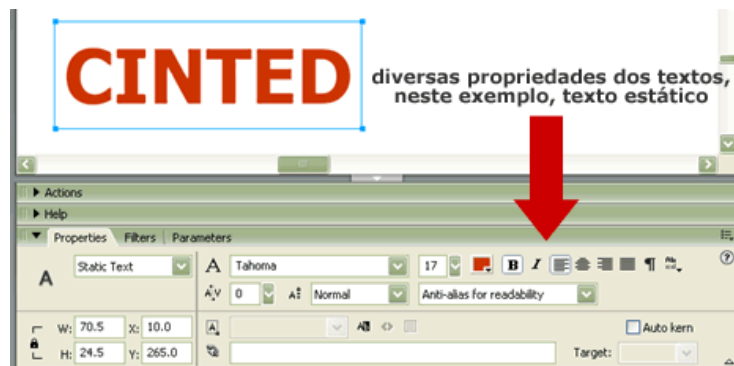 CINTED
diversas propriedades dos textos,
neste exemplo, texto estático
Actions
Help
Properties Filters Parameters
A Static Text A Tahoma 17 B I ¶
A V 0 A Normal Anti-alias for readability
W: 70.5 X: 10.0 A AB <> Auto kern
H: 24.5 Y: 265.0 Target: